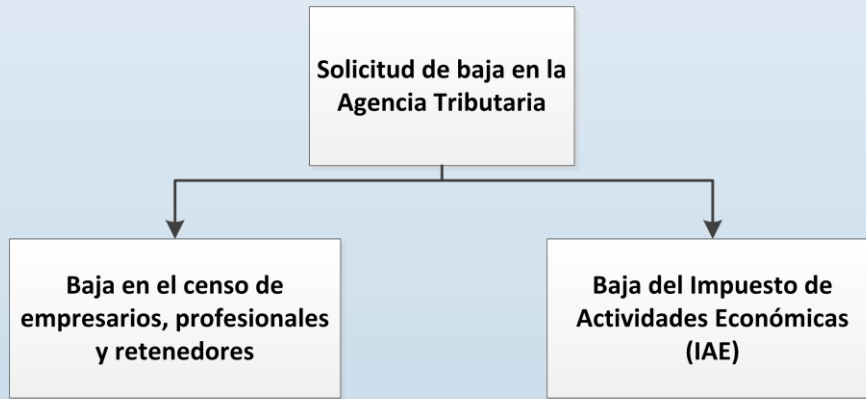 Solicitud de baja en la
Agencia Tributaria
Baja en el censo de
empresarios, profesionales
y retenedores
Baja del Impuesto de
Actividades Económicas
(IAE)